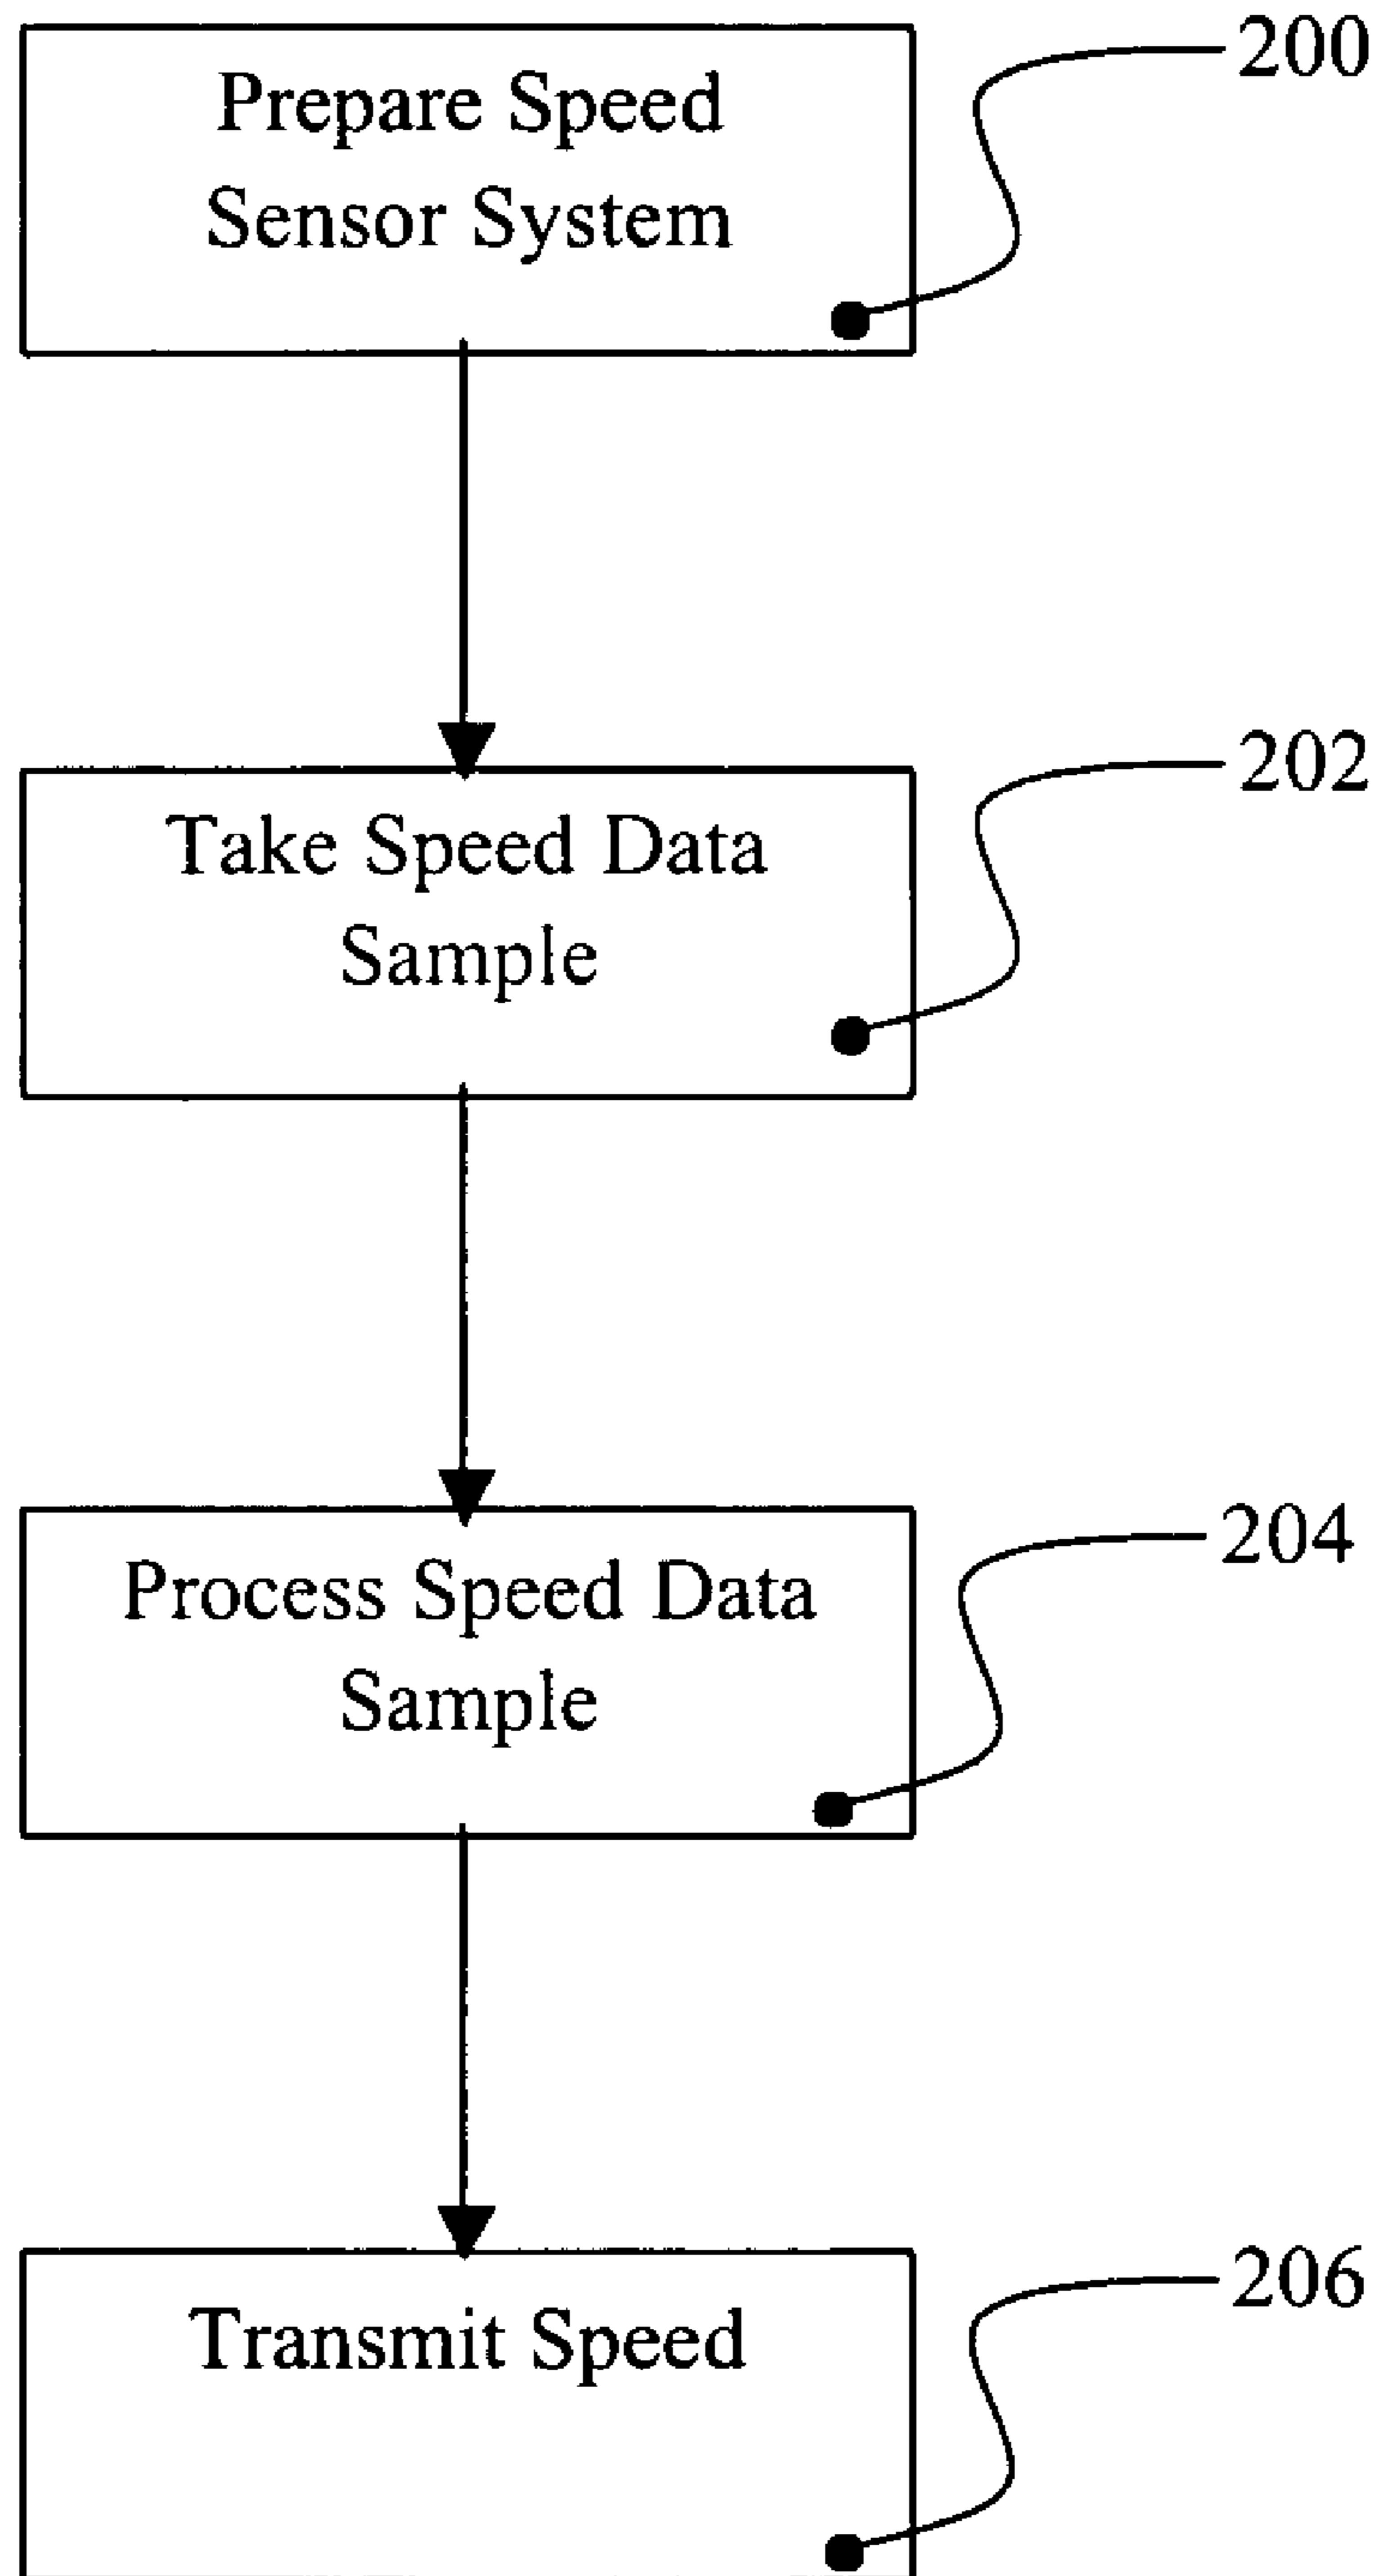 Prepare Speed
Sensor System
200
Take Speed Data
Sample
202
Process Speed Data
Sample
204
Transmit Speed
206